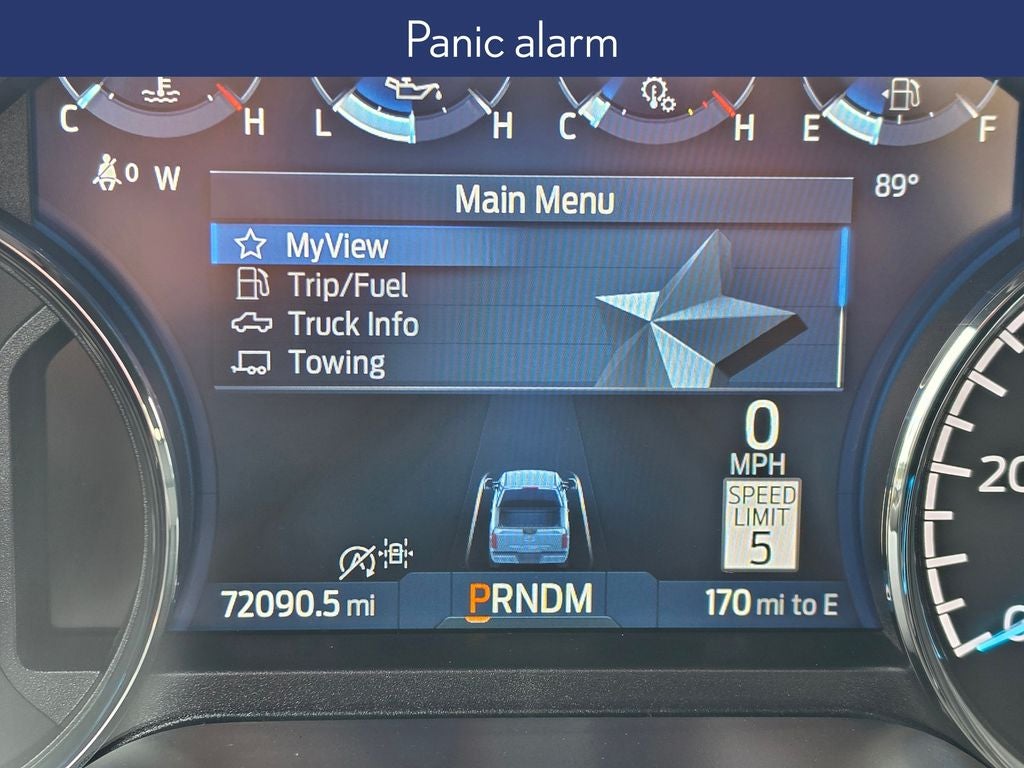 Panic alarm
C H L H C H E F
0 W
89°
Main Menu
MyView
Trip/Fuel
Truck Info
Towing
0
MPH
SPEED
LIMIT
5
20
72090.5 mi
PRNDM
170 mi to E
0